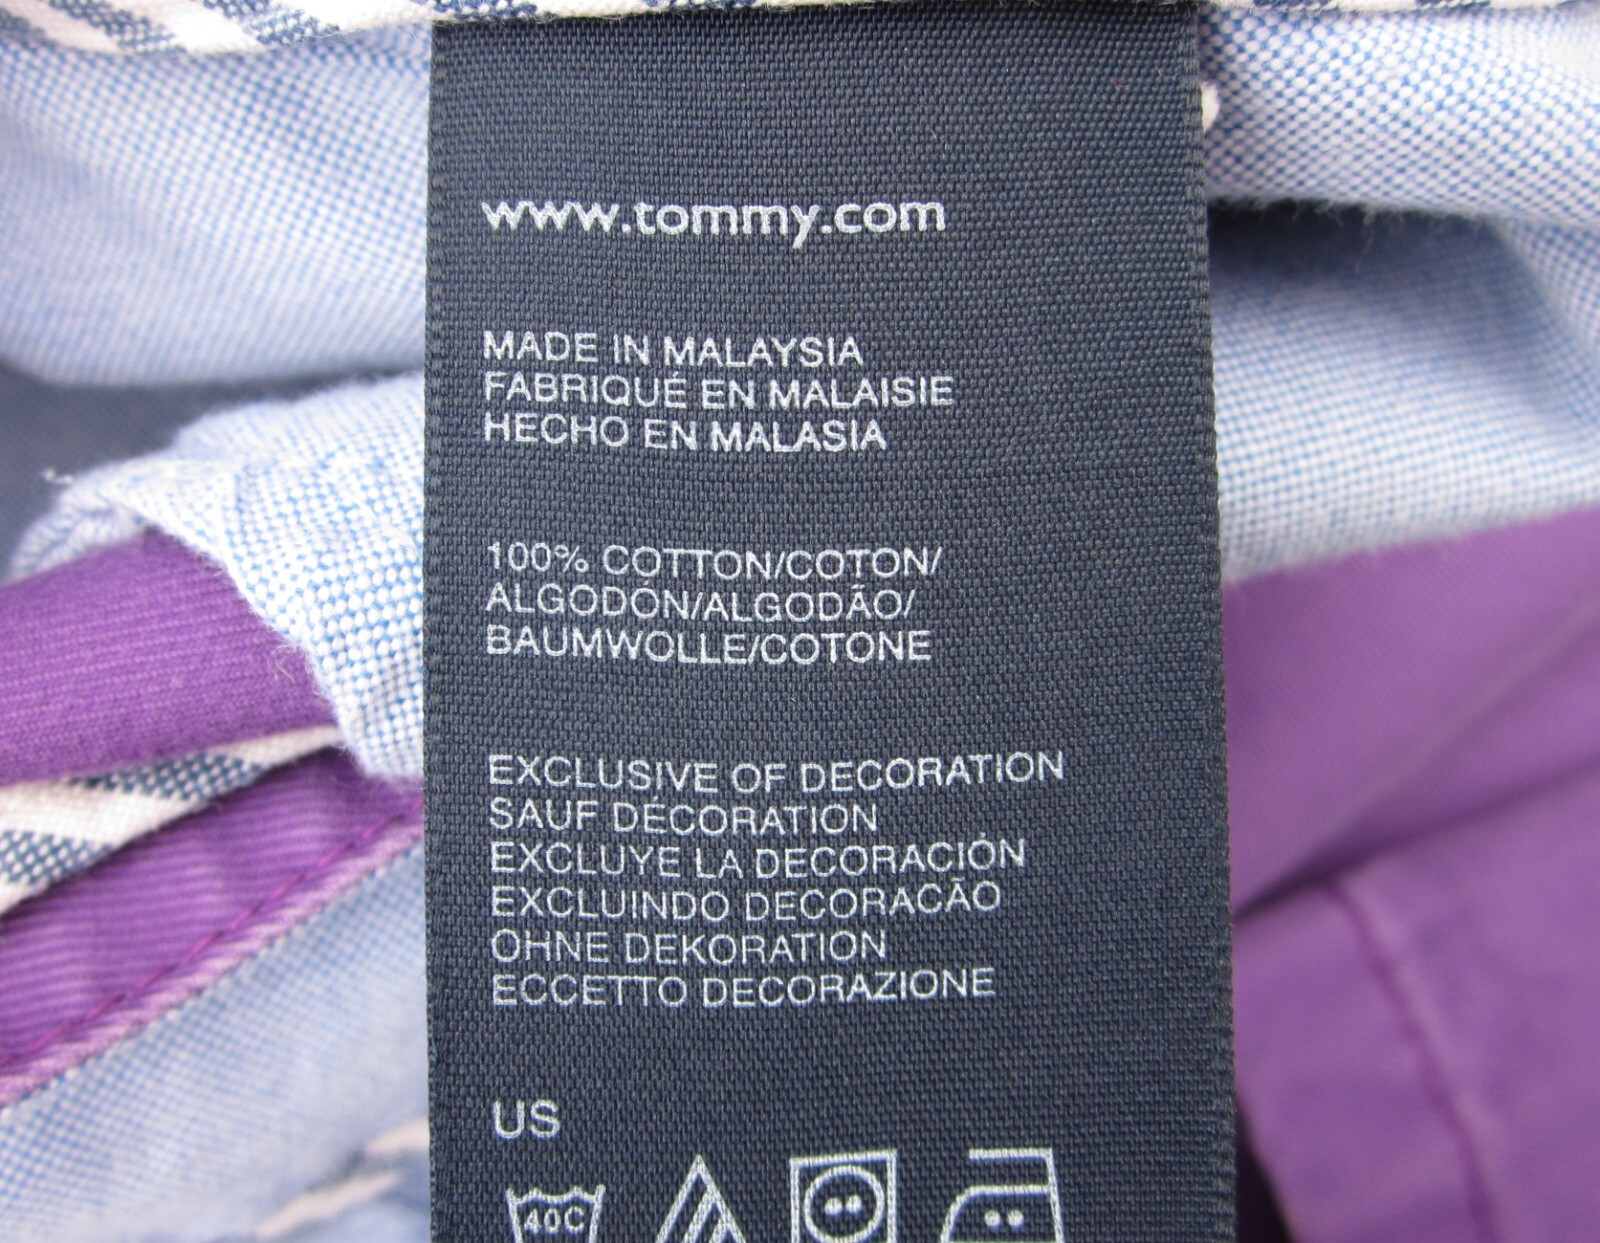 www.tommy.com
MADE IN MALAYSIA
FABRIQUÉ EN MALAISIE
HECHO EN MALASIA
100% COTTON/COTON/
ALGODÓN/ALGODÃO/
BAUMWOLLE/COTONE
EXCLUSIVE OF DECORATION
SAUF DÉCORATION
EXCLUYE LA DECORACIÓN
EXCLUINDO DECORACÃO
OHNE DEKORATION
ECCETTO DECORAZIONE
US
40C